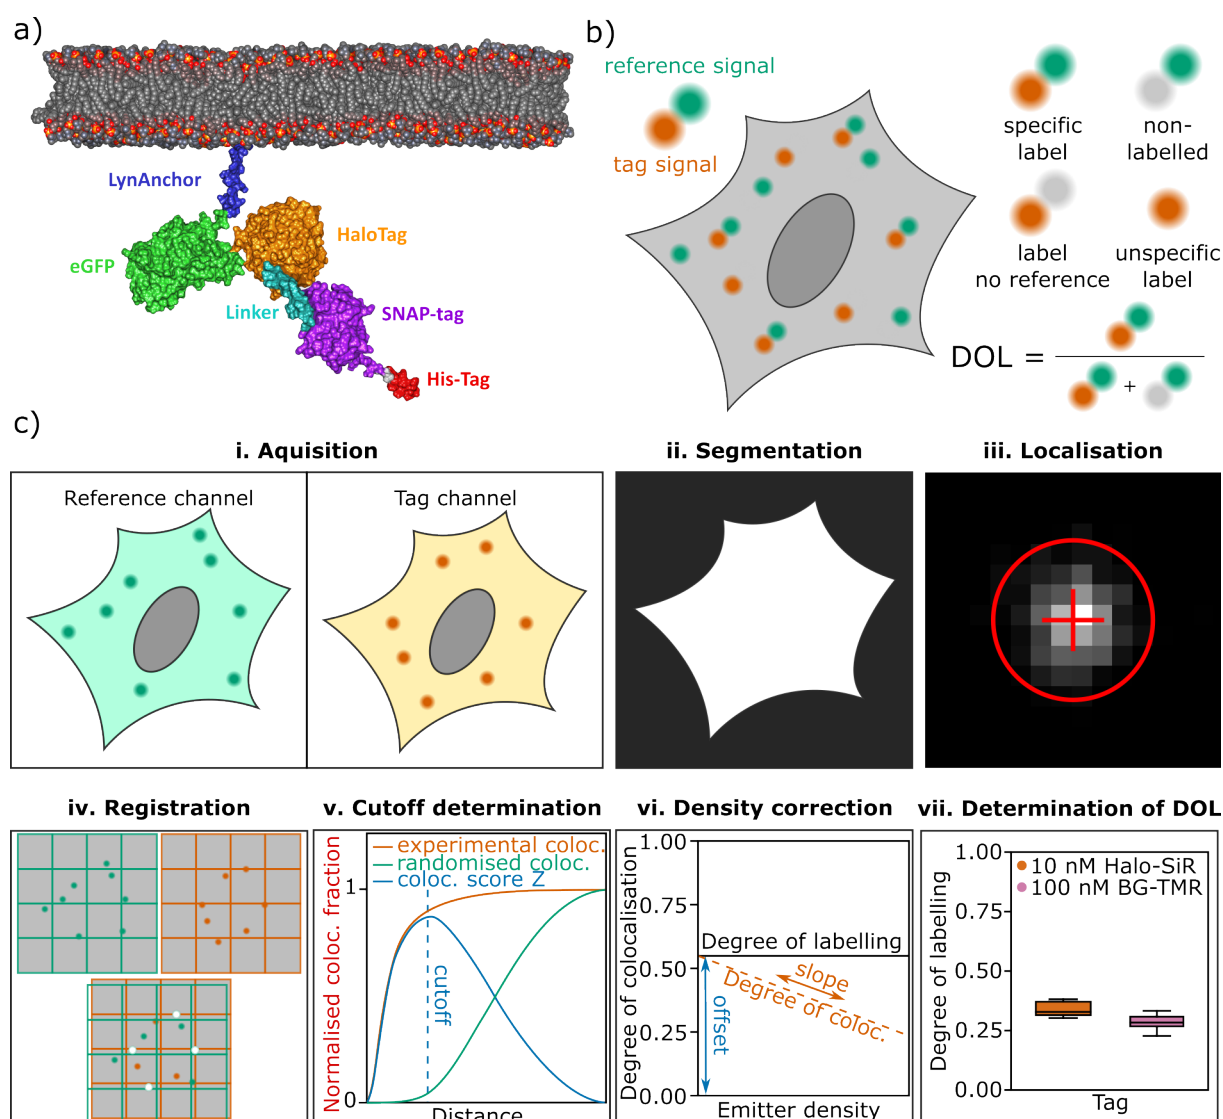 a)
LynAnchor
HaloTag
eGFP
Linker
SNAP-tag
His-Tag
b)
reference signal
tag signal
specific
label
non-
labelled
label
no reference
unspecific
label
DOL =
+
c)
i. Aquisition
Reference channel
Tag channel
ii. Segmentation
iii. Localisation
iv. Registration
v. Cutoff determination
Normalised coloc. fraction
1
0
experimental coloc.
randomised coloc.
coloc. score Z
cutoff
Distance
vi. Density correction
Degree of colocalisation
1.00
0.75
0.50
0.25
0.00
Degree of labelling
slope
Degree of coloc.
offset
Emitter density
vii. Determination of DOL
Degree of labelling
1.00
0.75
0.50
0.25
0.00
10 nM Halo-SiR
100 nM BG-TMR
Tag